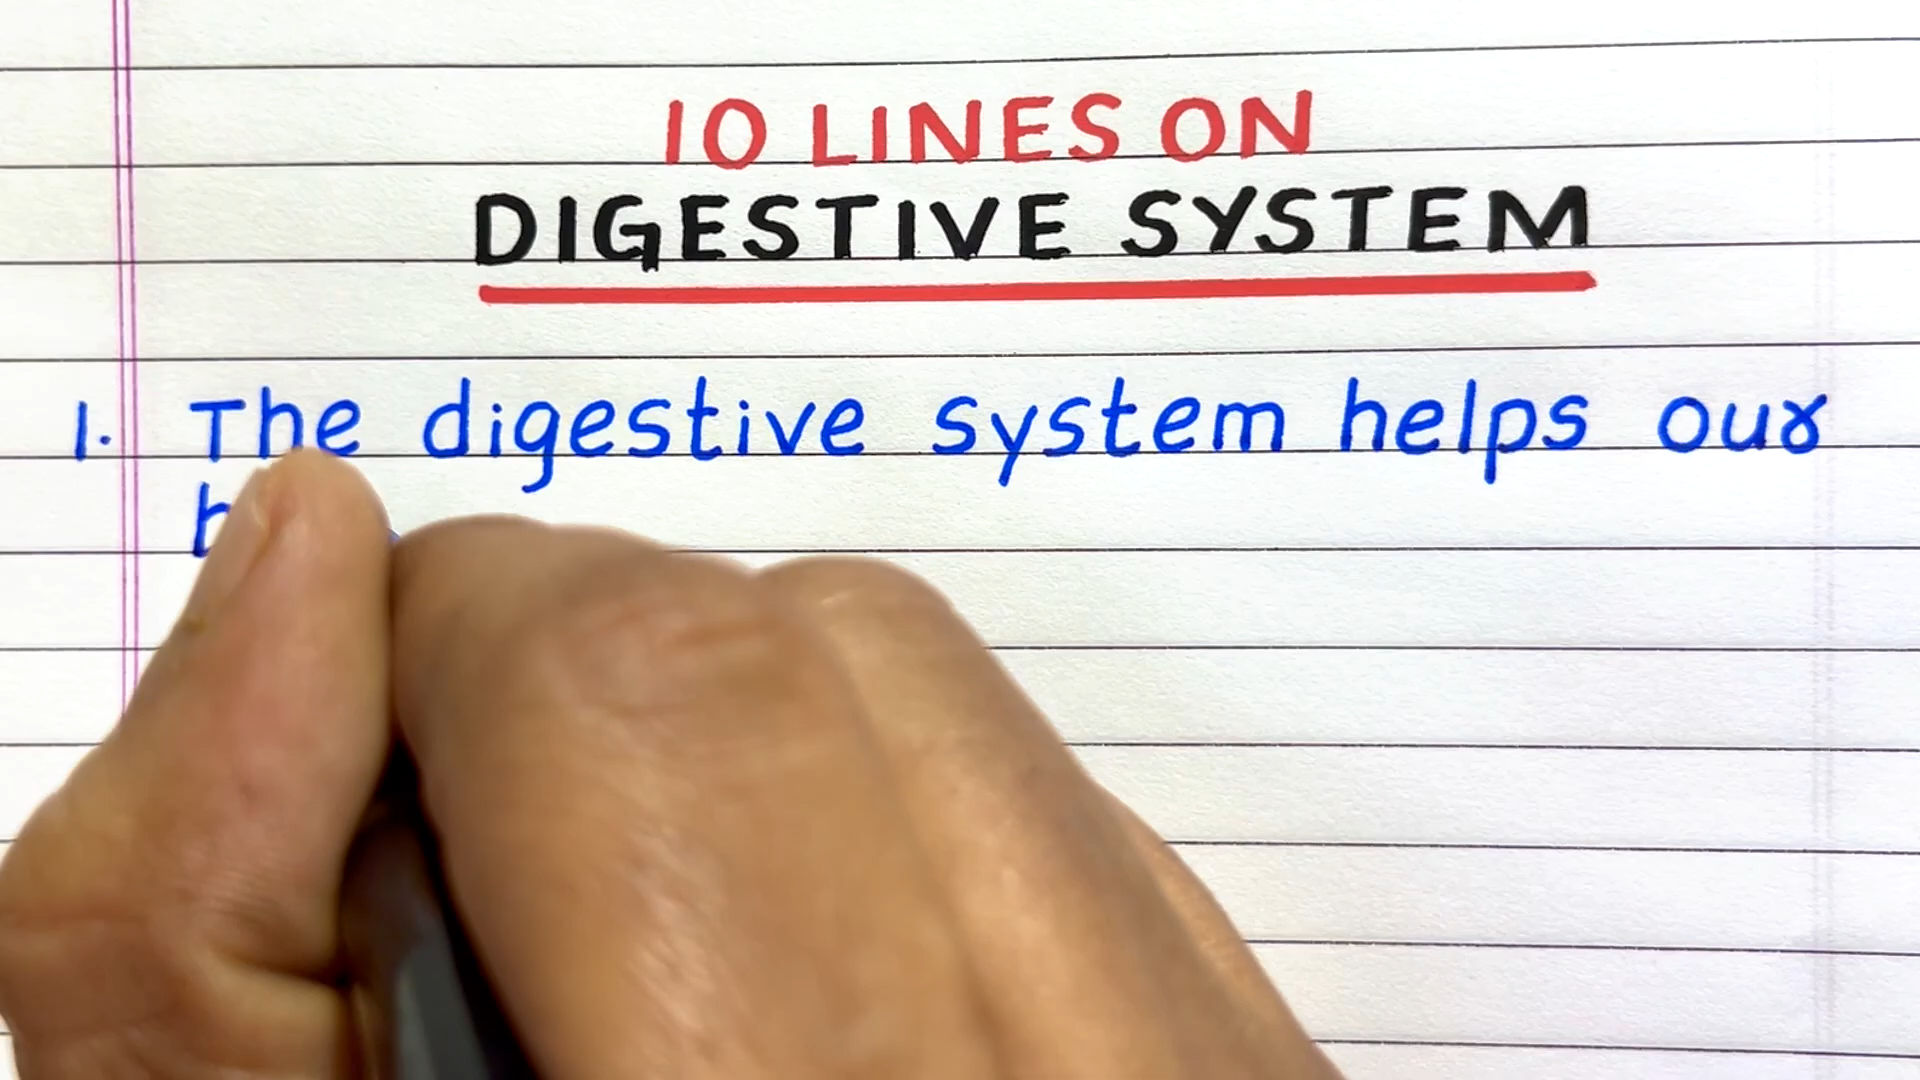 10 LINES ON
DIGESTIVE SYSTEM
1. The digestive system helps our